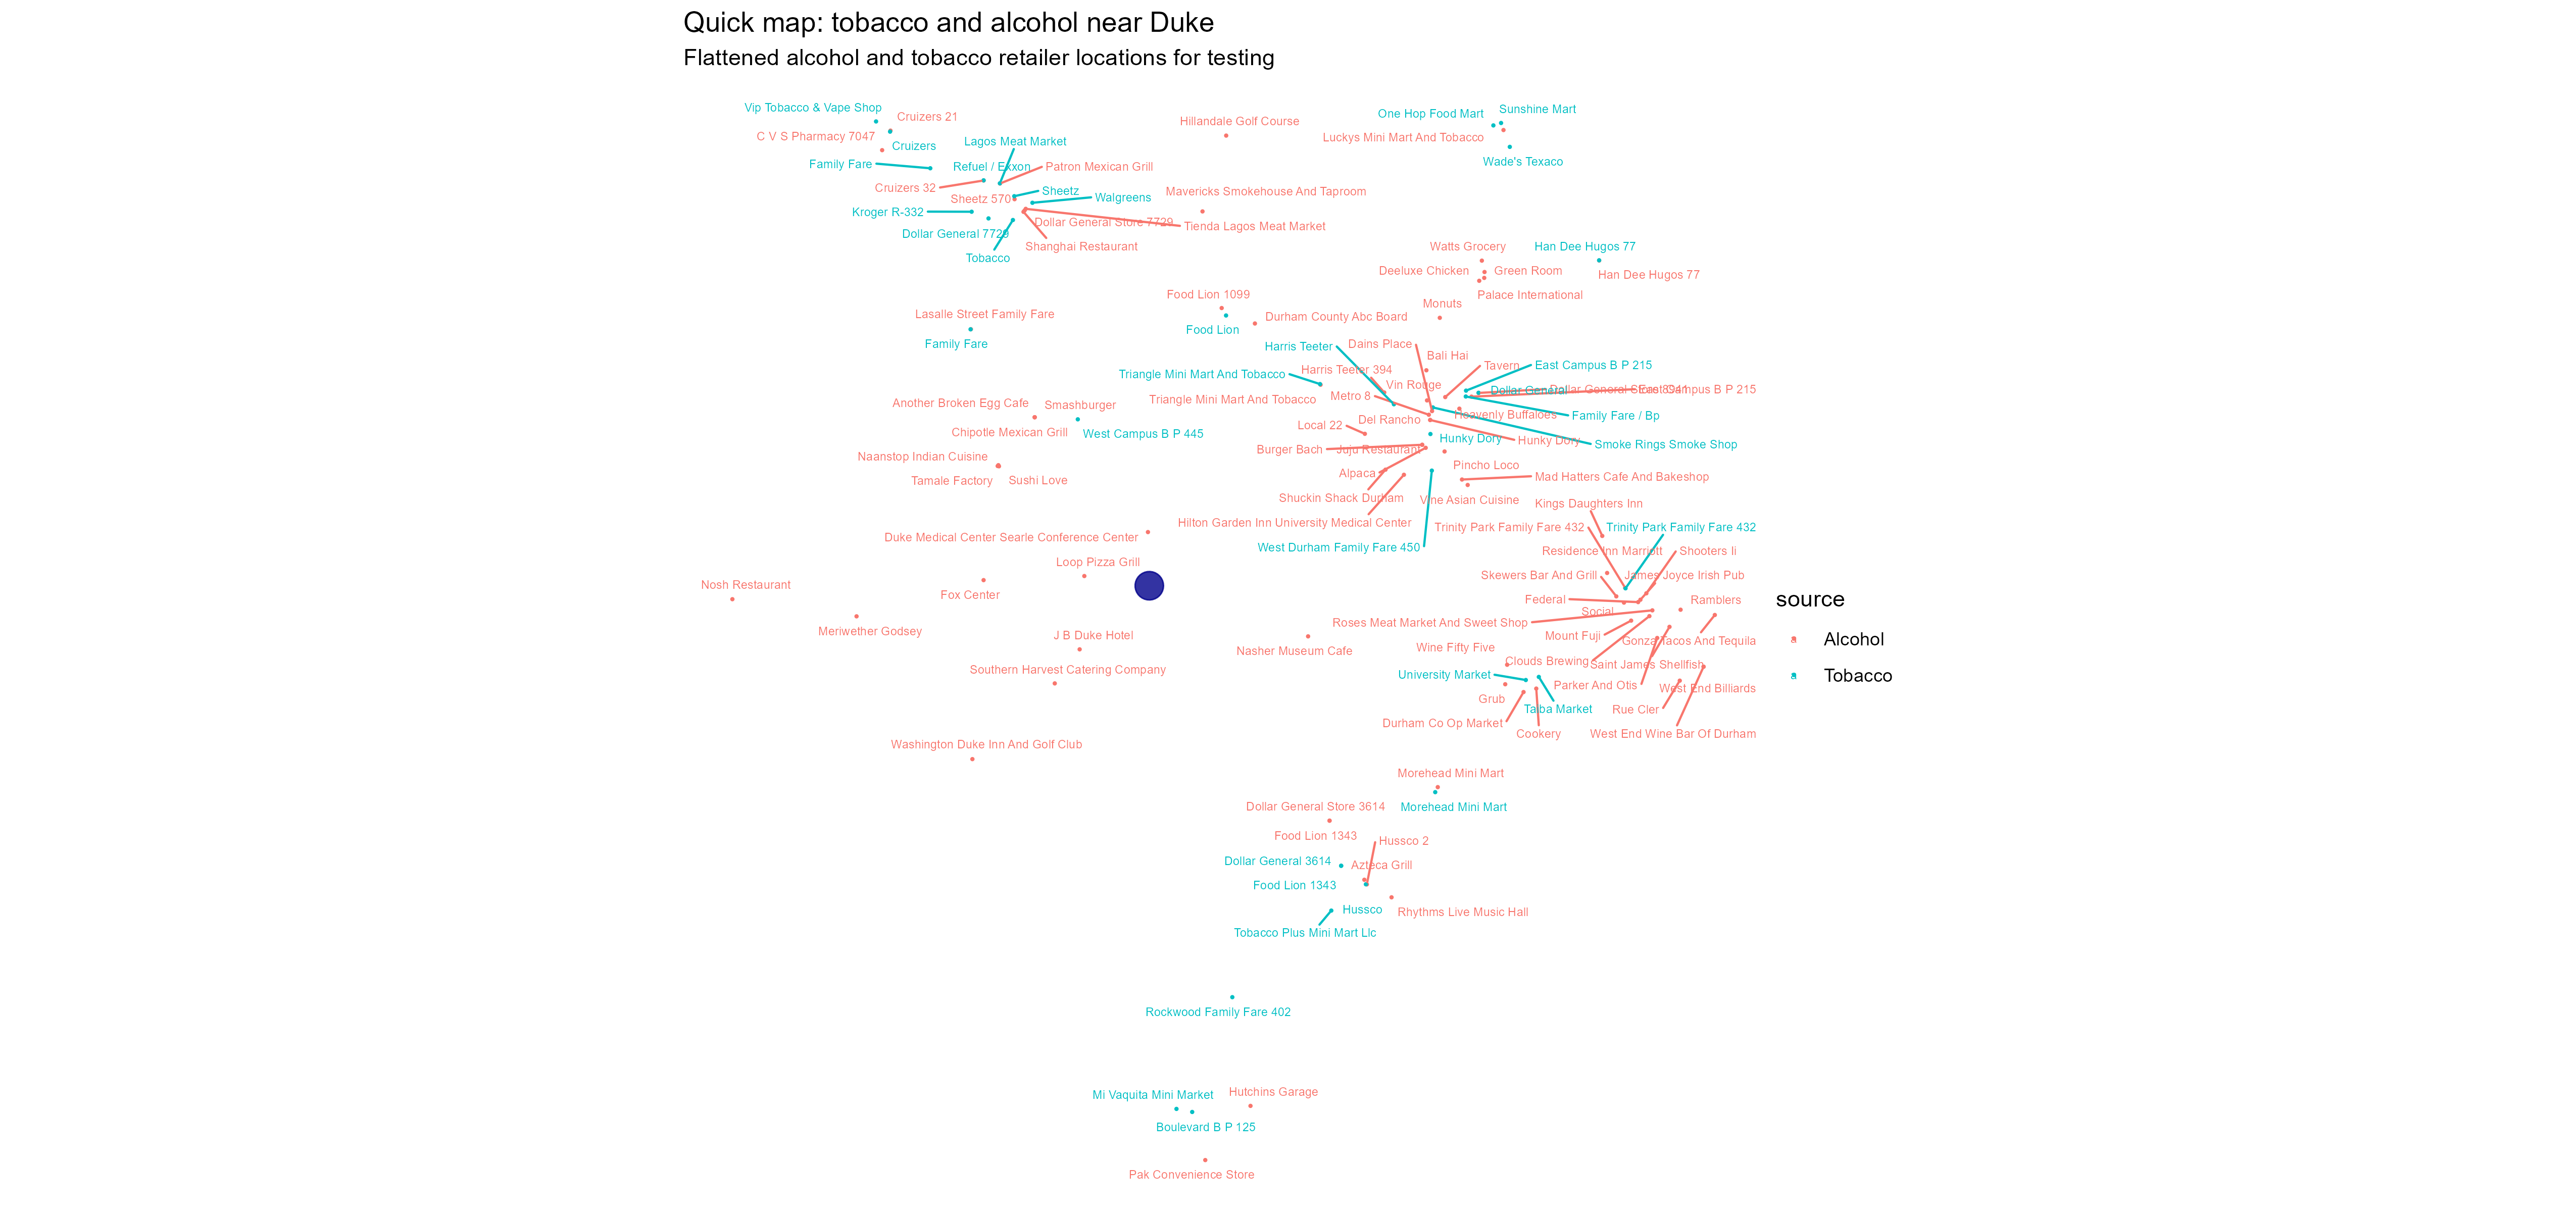 Quick map: tobacco and alcohol near Duke
Flattened alcohol and tobacco retailer locations for testing
Vip Tobacco & Vape Shop
Cruizers 21
C V S Pharmacy 7047
Cruizers
Lagos Meat Market
Family Fare
Refuel / Exxon
Patron Mexican Grill
Cruizers 32
Sheetz
Sheetz 570
Walgreens
Kroger R-332
Dollar General Store 7729
Dollar General 7729
Shanghai Restaurant
Tobacco
Tienda Lagos Meat Market
Hillandale Golf Course
Mavericks Smokehouse And Taproom
One Hop Food Mart
Sunshine Mart
Luckys Mini Mart And Tobacco
Wade's Texaco
Watts Grocery
Han Dee Hugos 77
Deeluxe Chicken
Green Room
Han Dee Hugos 77
Palace International
Monuts
Food Lion 1099
Durham County Abc Board
Food Lion
Lasalle Street Family Fare
Family Fare
Harris Teeter
Dains Place
Bali Hai
Tavern
East Campus B P 215
Triangle Mini Mart And Tobacco
Harris Teeter 394
Vin Rouge
Dollar General
Dollar General Store 8941
East Campus B P 215
Triangle Mini Mart And Tobacco
Metro 8
Del Rancho
Heavenly Buffaloes
Family Fare / Bp
Local 22
Hunky Dory
Hunky Dory
Smoke Rings Smoke Shop
Burger Bach
Juju Restaurant
Another Broken Egg Cafe
Smashburger
Chipotle Mexican Grill
West Campus B P 445
Naanstop Indian Cuisine
Tamale Factory
Sushi Love
Alpaca
Pincho Loco
Mad Hatters Cafe And Bakeshop
Shuckin Shack Durham
Vine Asian Cuisine
Kings Daughters Inn
Hilton Garden Inn University Medical Center
Trinity Park Family Fare 432
Trinity Park Family Fare 432
West Durham Family Fare 450
Residence Inn Marriott
Shooters Ii
Duke Medical Center Searle Conference Center
Loop Pizza Grill
Skewers Bar And Grill
James Joyce Irish Pub
Nosh Restaurant
Fox Center
Federal
Social
Ramblers
Meriwether Godsey
J B Duke Hotel
Roses Meat Market And Sweet Shop
Mount Fuji
Gonza Tacos And Tequila
Nasher Museum Cafe
Wine Fifty Five
Clouds Brewing
Saint James Shellfish
Southern Harvest Catering Company
University Market
Parker And Otis
West End Billiards
Grub
Taiba Market
Rue Cler
Durham Co Op Market
Cookery
West End Wine Bar Of Durham
Washington Duke Inn And Golf Club
Morehead Mini Mart
Dollar General Store 3614
Morehead Mini Mart
Food Lion 1343
Hussco 2
Dollar General 3614
Azteca Grill
Food Lion 1343
Hussco
Rhythms Live Music Hall
Tobacco Plus Mini Mart Llc
Rockwood Family Fare 402
Mi Vaquita Mini Market
Hutchins Garage
Boulevard B P 125
Pak Convenience Store
source
a Alcohol
a Tobacco